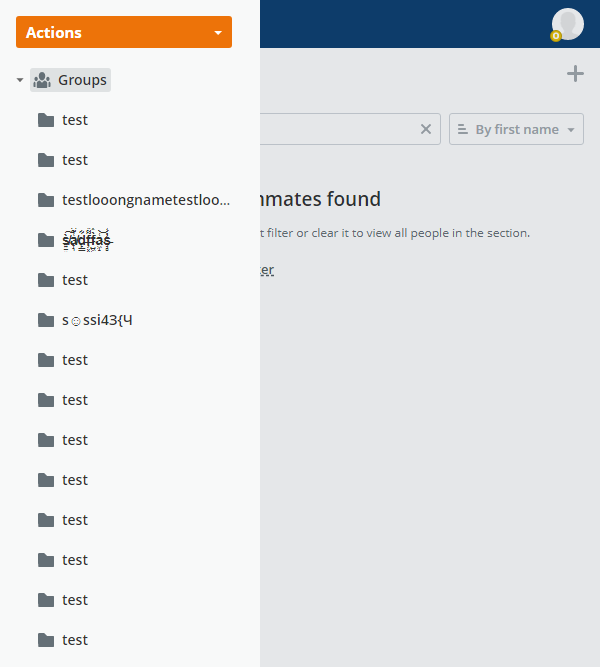 Actions
Groups
By first name
test
test
testlooongnametestloo...
nmates found
sadffas
t filter or clear it to view all people in the section.
er
test
s☺ssi43{Ч
test
test
test
test
test
test
test
test